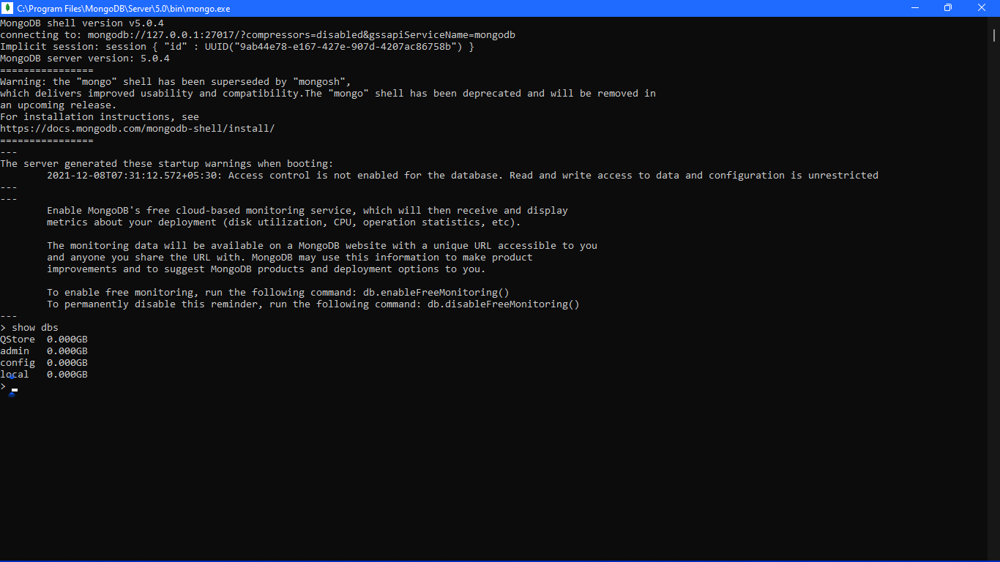 C:\Program Files\MongoDB\Server\5.0\bin\mongo.exe
MongoDB shell version v5.0.4
connecting to: mongodb://127.0.0.1:27017/?compressors=disabled&gssapiServiceName=mongodb
Implicit session: session { "id" : UUID("9ab44e78-e167-427e-907d-4207ac86758b") }
MongoDB server version: 5.0.4
================
Warning: the "mongo" shell has been superseded by "mongosh",
which delivers improved usability and compatibility.The "mongo" shell has been deprecated and will be removed in
an upcoming release.
For installation instructions, see
https://docs.mongodb.com/mongodb-shell/install/
================
---
The server generated these startup warnings when booting:
2021-12-08T07:31:12.572+05:30: Access control is not enabled for the database. Read and write access to data and configuration is unrestricted
---
---
Enable MongoDB's free cloud-based monitoring service, which will then receive and display
metrics about your deployment (disk utilization, CPU, operation statistics, etc).
The monitoring data will be available on a MongoDB website with a unique URL accessible to you
and anyone you share the URL with. MongoDB may use this information to make product
improvements and to suggest MongoDB products and deployment options to you.
To enable free monitoring, run the following command: db.enableFreeMonitoring()
To permanently disable this reminder, run the following command: db.disableFreeMonitoring()
---
> show dbs
QStore  0.000GB
admin   0.000GB
config  0.000GB
local   0.000GB
>